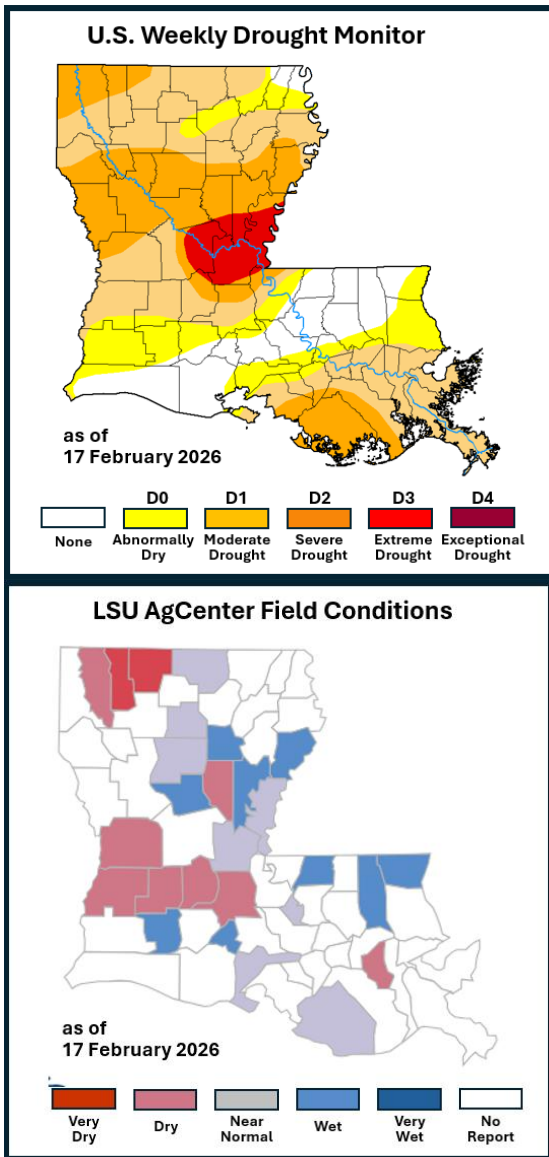 U.S. Weekly Drought Monitor
as of
17 February 2026
D0 D1 D2 D3 D4
None Abnormally Dry Moderate Drought Severe Drought Extreme Drought Exceptional Drought
LSU AgCenter Field Conditions
as of
17 February 2026
Very Dry Dry Near Normal Wet Very Wet No Report